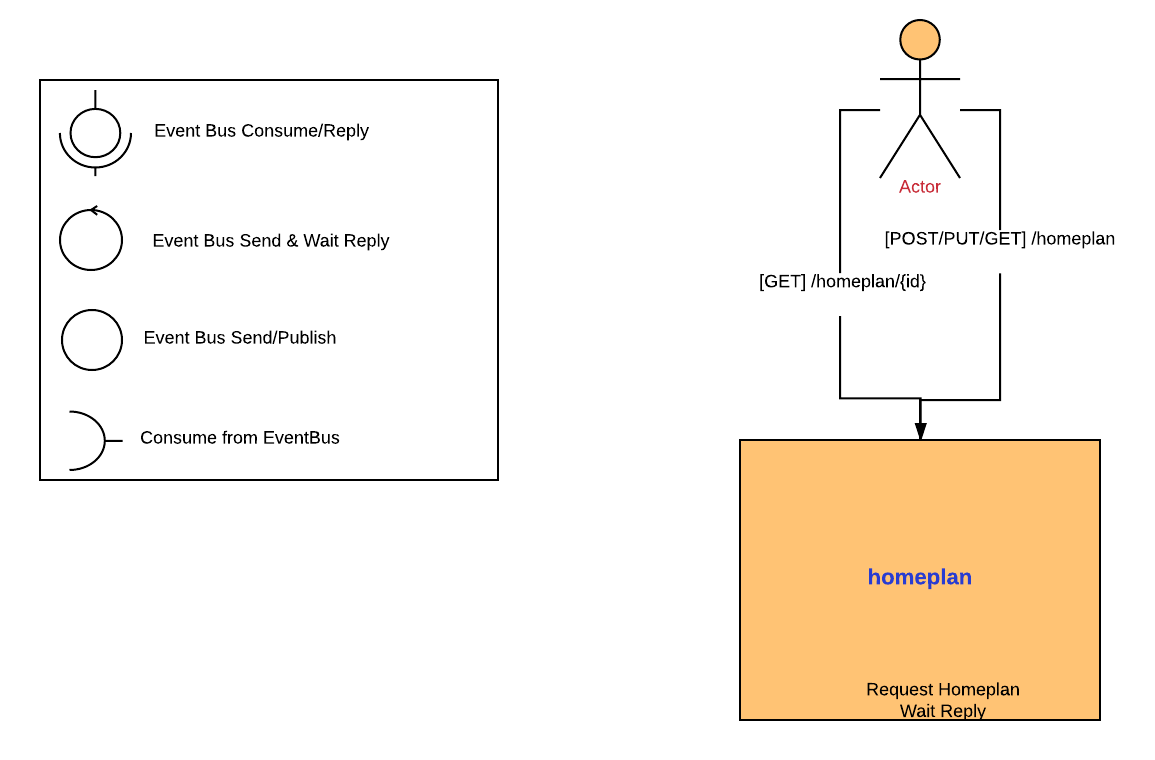 Event Bus Consume/Reply
Event Bus Send & Wait Reply
Event Bus Send/Publish
Consume from EventBus
Actor
[POST/PUT/GET] /homeplan
[GET] /homeplan/{id}
homeplan
Request Homeplan
Wait Reply